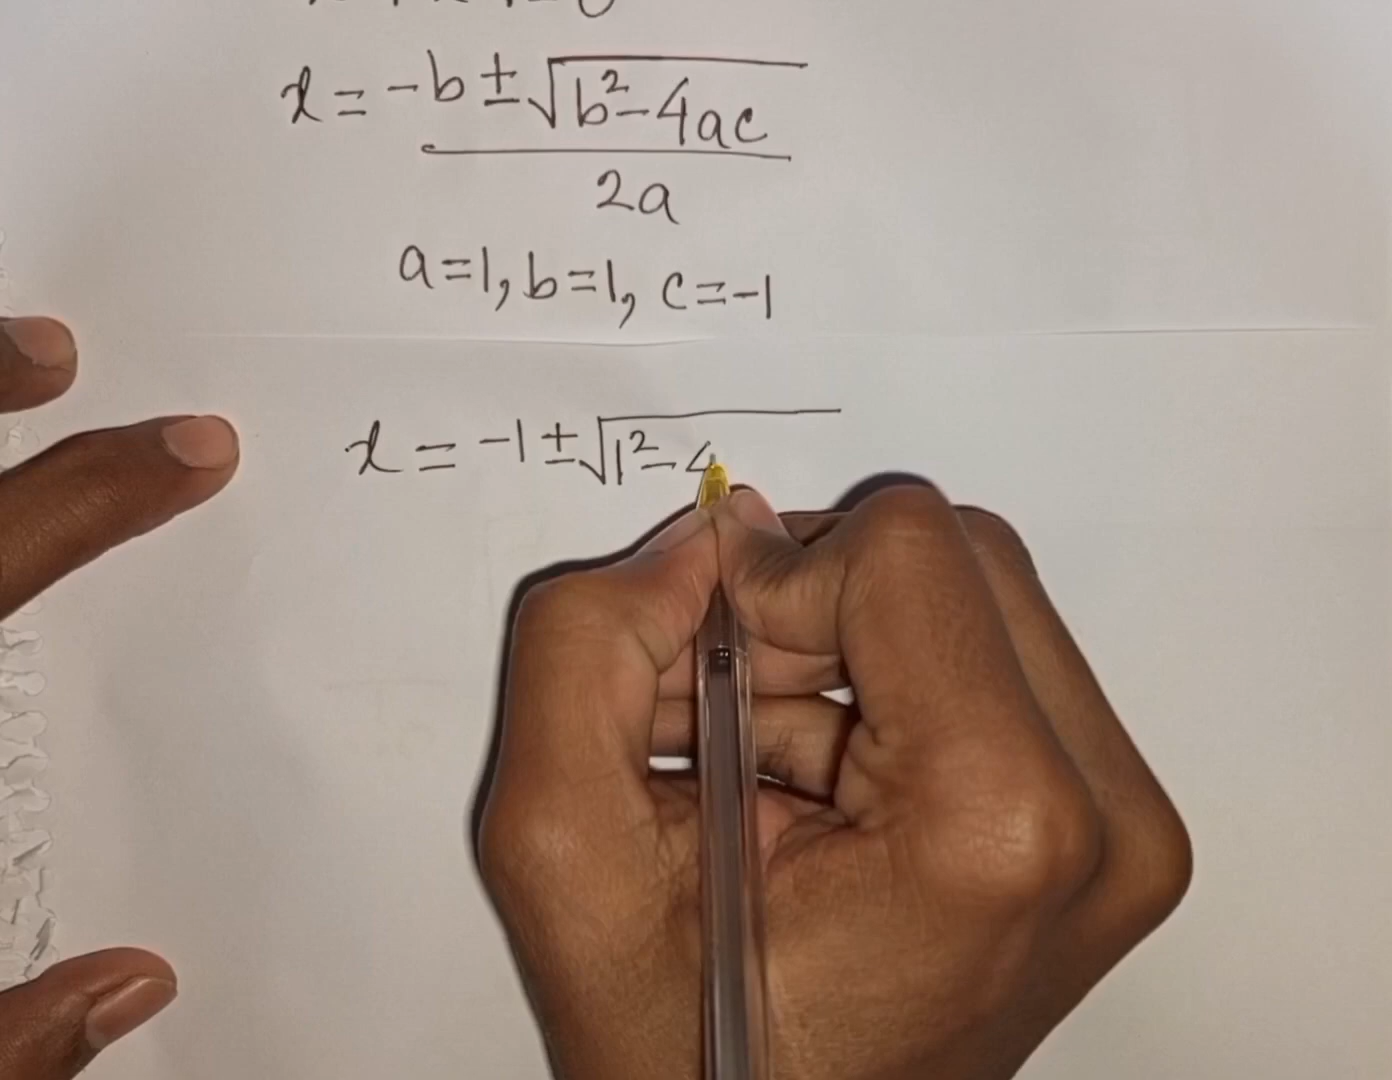 x = -b ± √b² - 4ac
2a
a=1, b=1, c=-1
x = -1 ± √1² - 4